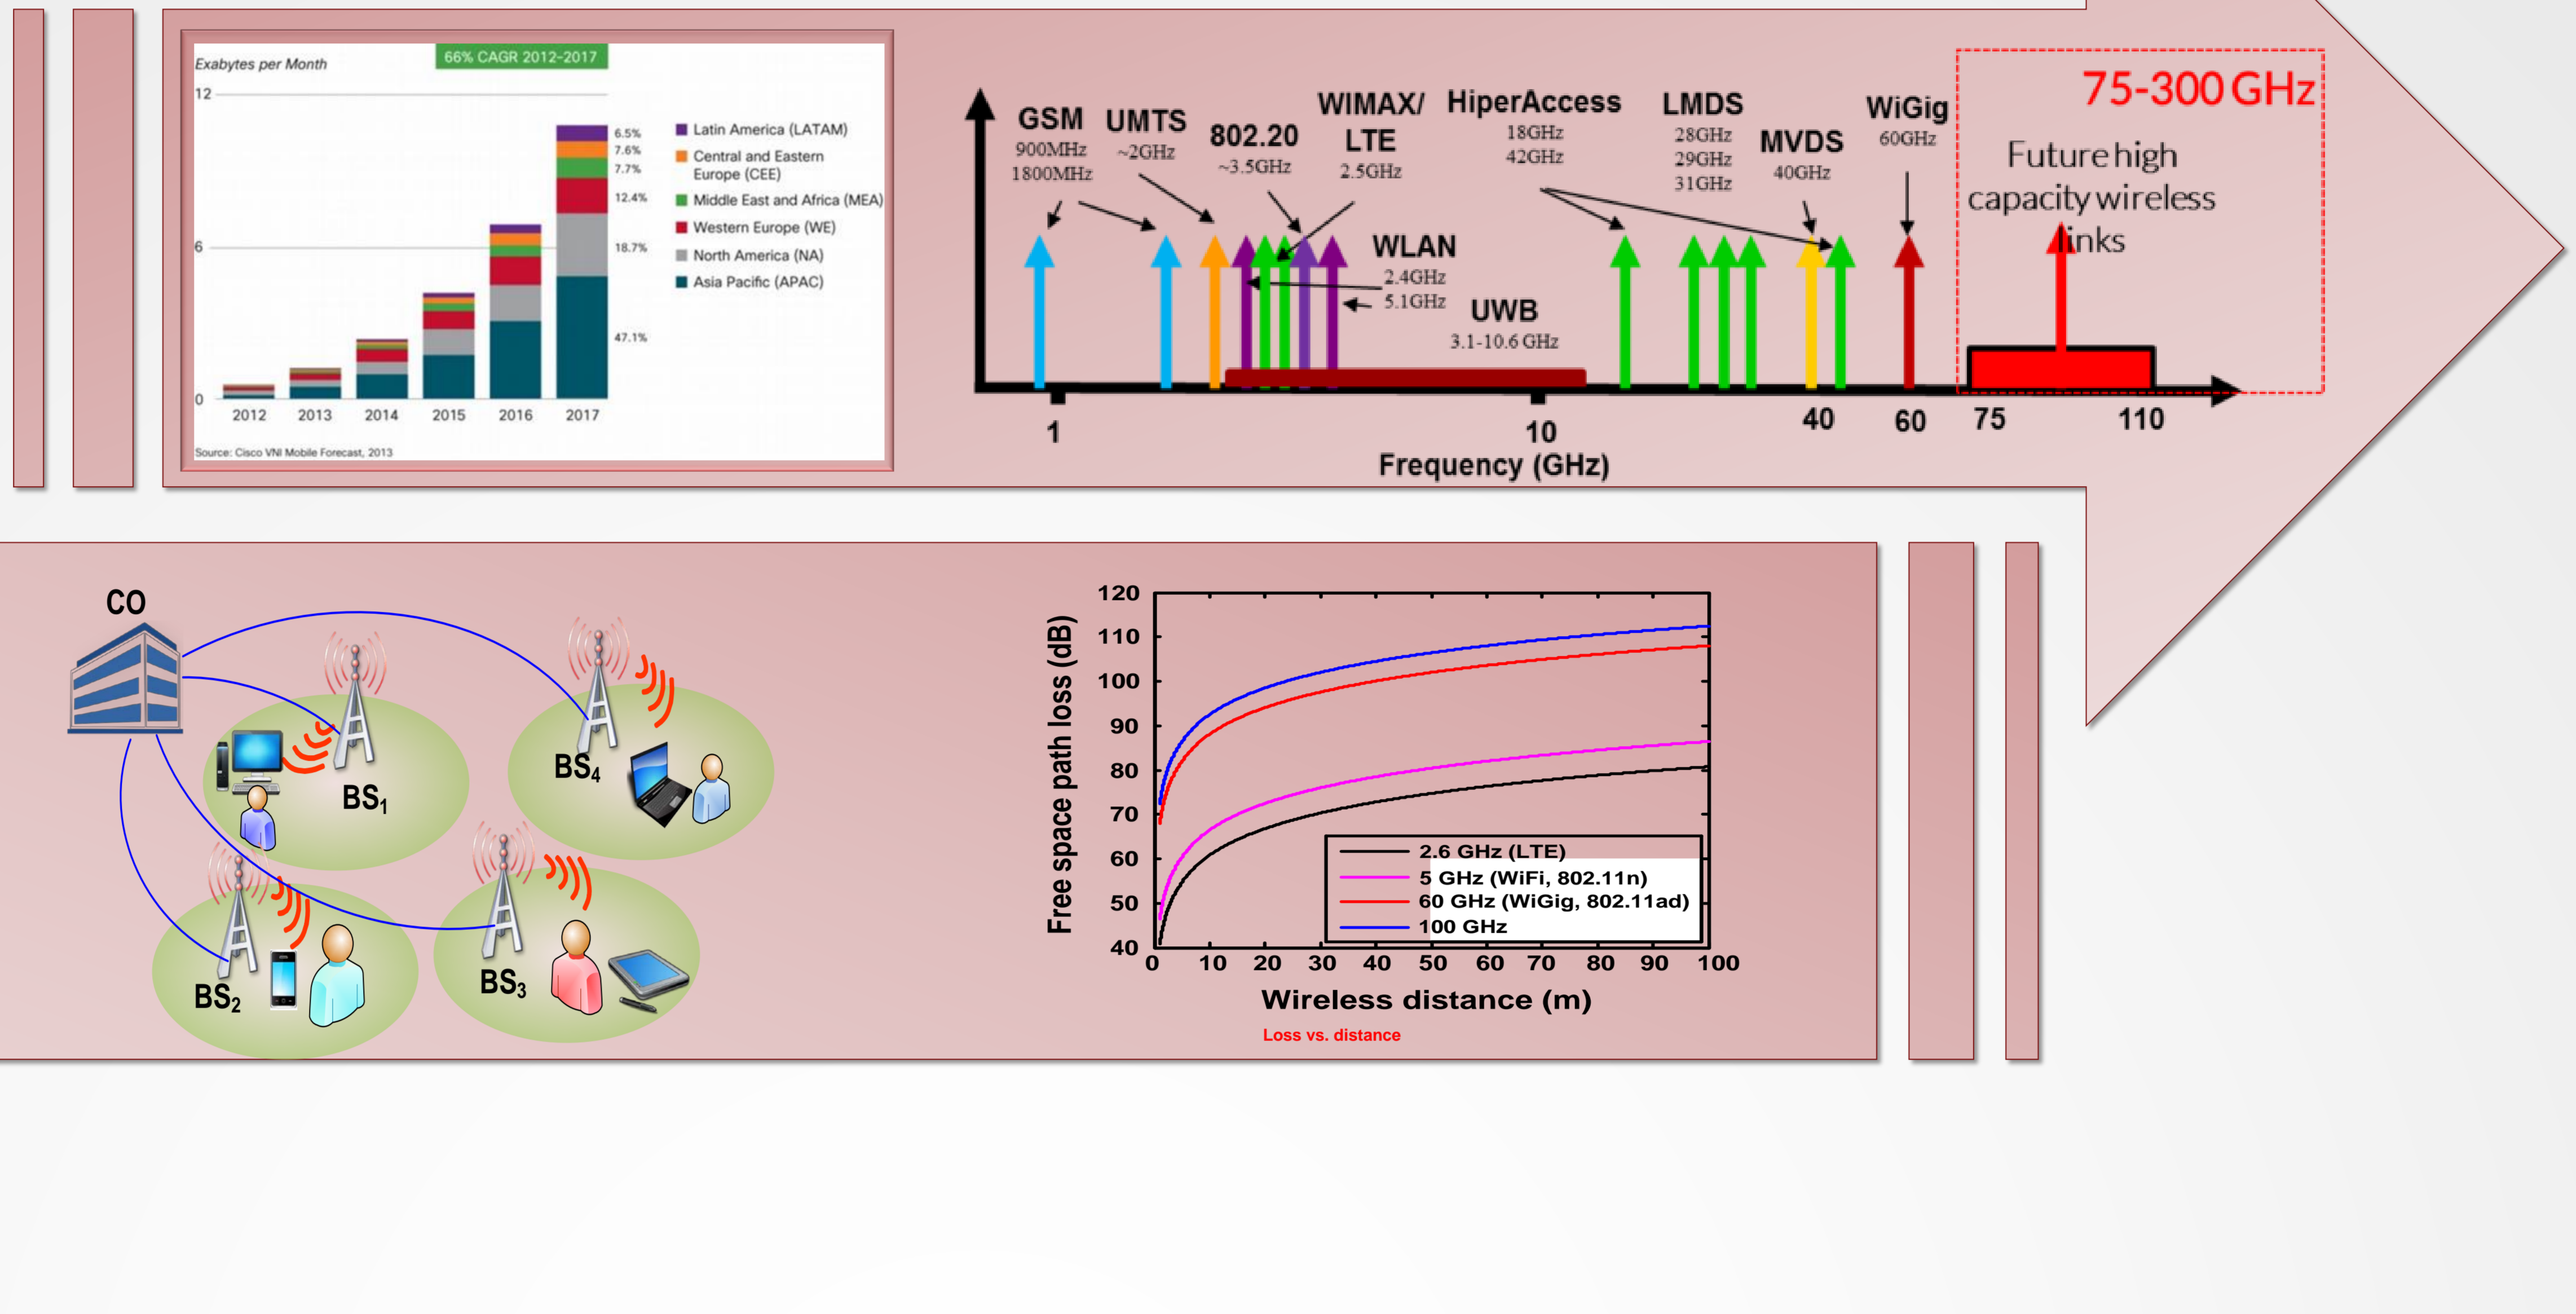 Exabytes per Month
66% CAGR 2012–2017
12
6
0
6.5%
7.6%
7.7%
12.4%
18.7%
47.1%
Latin America (LATAM)
Central and Eastern
Europe (CEE)
Middle East and Africa (MEA)
Western Europe (WE)
North America (NA)
Asia Pacific (APAC)
2012 2013 2014 2015 2016 2017
Source: Cisco VNI Mobile Forecast, 2013
GSM
900MHz
1800MHz
UMTS
~2GHz
802.20
~3.5GHz
WIMAX/
LTE
2.5GHz
HiperAccess
18GHz
42GHz
LMDS
28GHz
29GHz
31GHz
MVDS
40GHz
WiGig
60GHz
75-300 GHz
Future high
capacity wireless
links
WLAN
2.4GHz
5.1GHz
UWB
3.1-10.6 GHz
1 10 40 60 75 110
Frequency (GHz)
CO
BS1
BS4
BS2
BS3
Free space path loss (dB)
120
110
100
90
80
70
60
50
40
2.6 GHz (LTE)
5 GHz (WiFi, 802.11n)
60 GHz (WiGig, 802.11ad)
100 GHz
0 10 20 30 40 50 60 70 80 90 100
Wireless distance (m)
Loss vs. distance